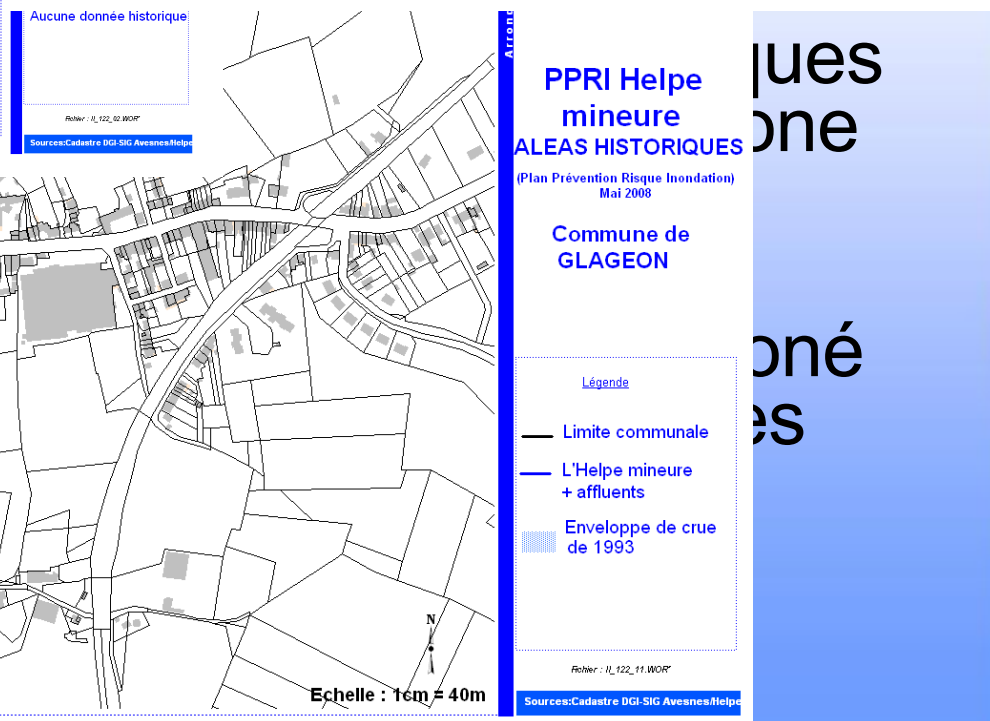 Aucune donnée historique
Fichier : II_122_02.WOR"
Sources:Cadastre DGI-SIG Avesnes/Helpe
Echelle : 1cm = 40m
N
Arrond
PPRI Helpe
mineure
ALEAS HISTORIQUES
(Plan Prévention Risque Inondation)
Mai 2008
Commune de
GLAGEON
Légende
Limite communale
L'Helpe mineure
+ affluents
Enveloppe de crue
de 1993
Fichier : II_122_11.WOR"
Sources:Cadastre DGI-SIG Avesnes/Helpe
ques
one
oné
es